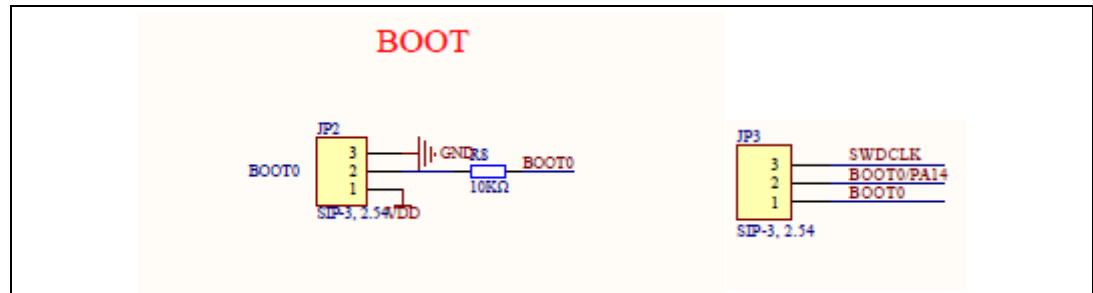 BOOT
JP2
BOOT0
3
2
1
GND
R8
10KΩ
BOOT0
VDD
SIP-3, 2.54
JP3
3
2
1
SWDCLK
BOOT0/PA14
BOOT0
SIP-3, 2.54